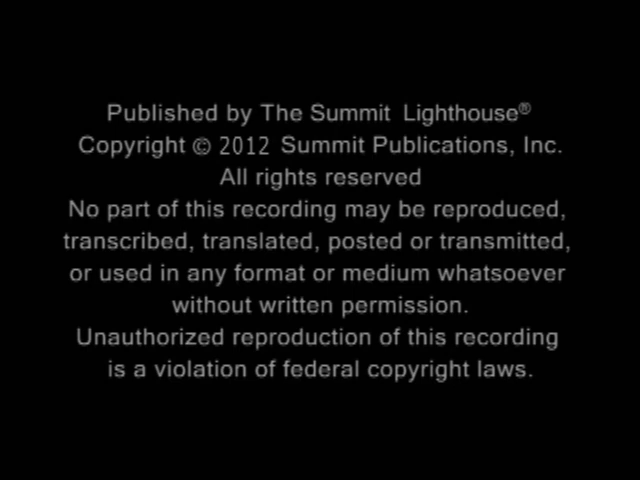 Published by The Summit Lighthouse®
Copyright © 2012 Summit Publications, Inc.
All rights reserved
No part of this recording may be reproduced,
transcribed, translated, posted or transmitted,
or used in any format or medium whatsoever
without written permission.
Unauthorized reproduction of this recording
is a violation of federal copyright laws.